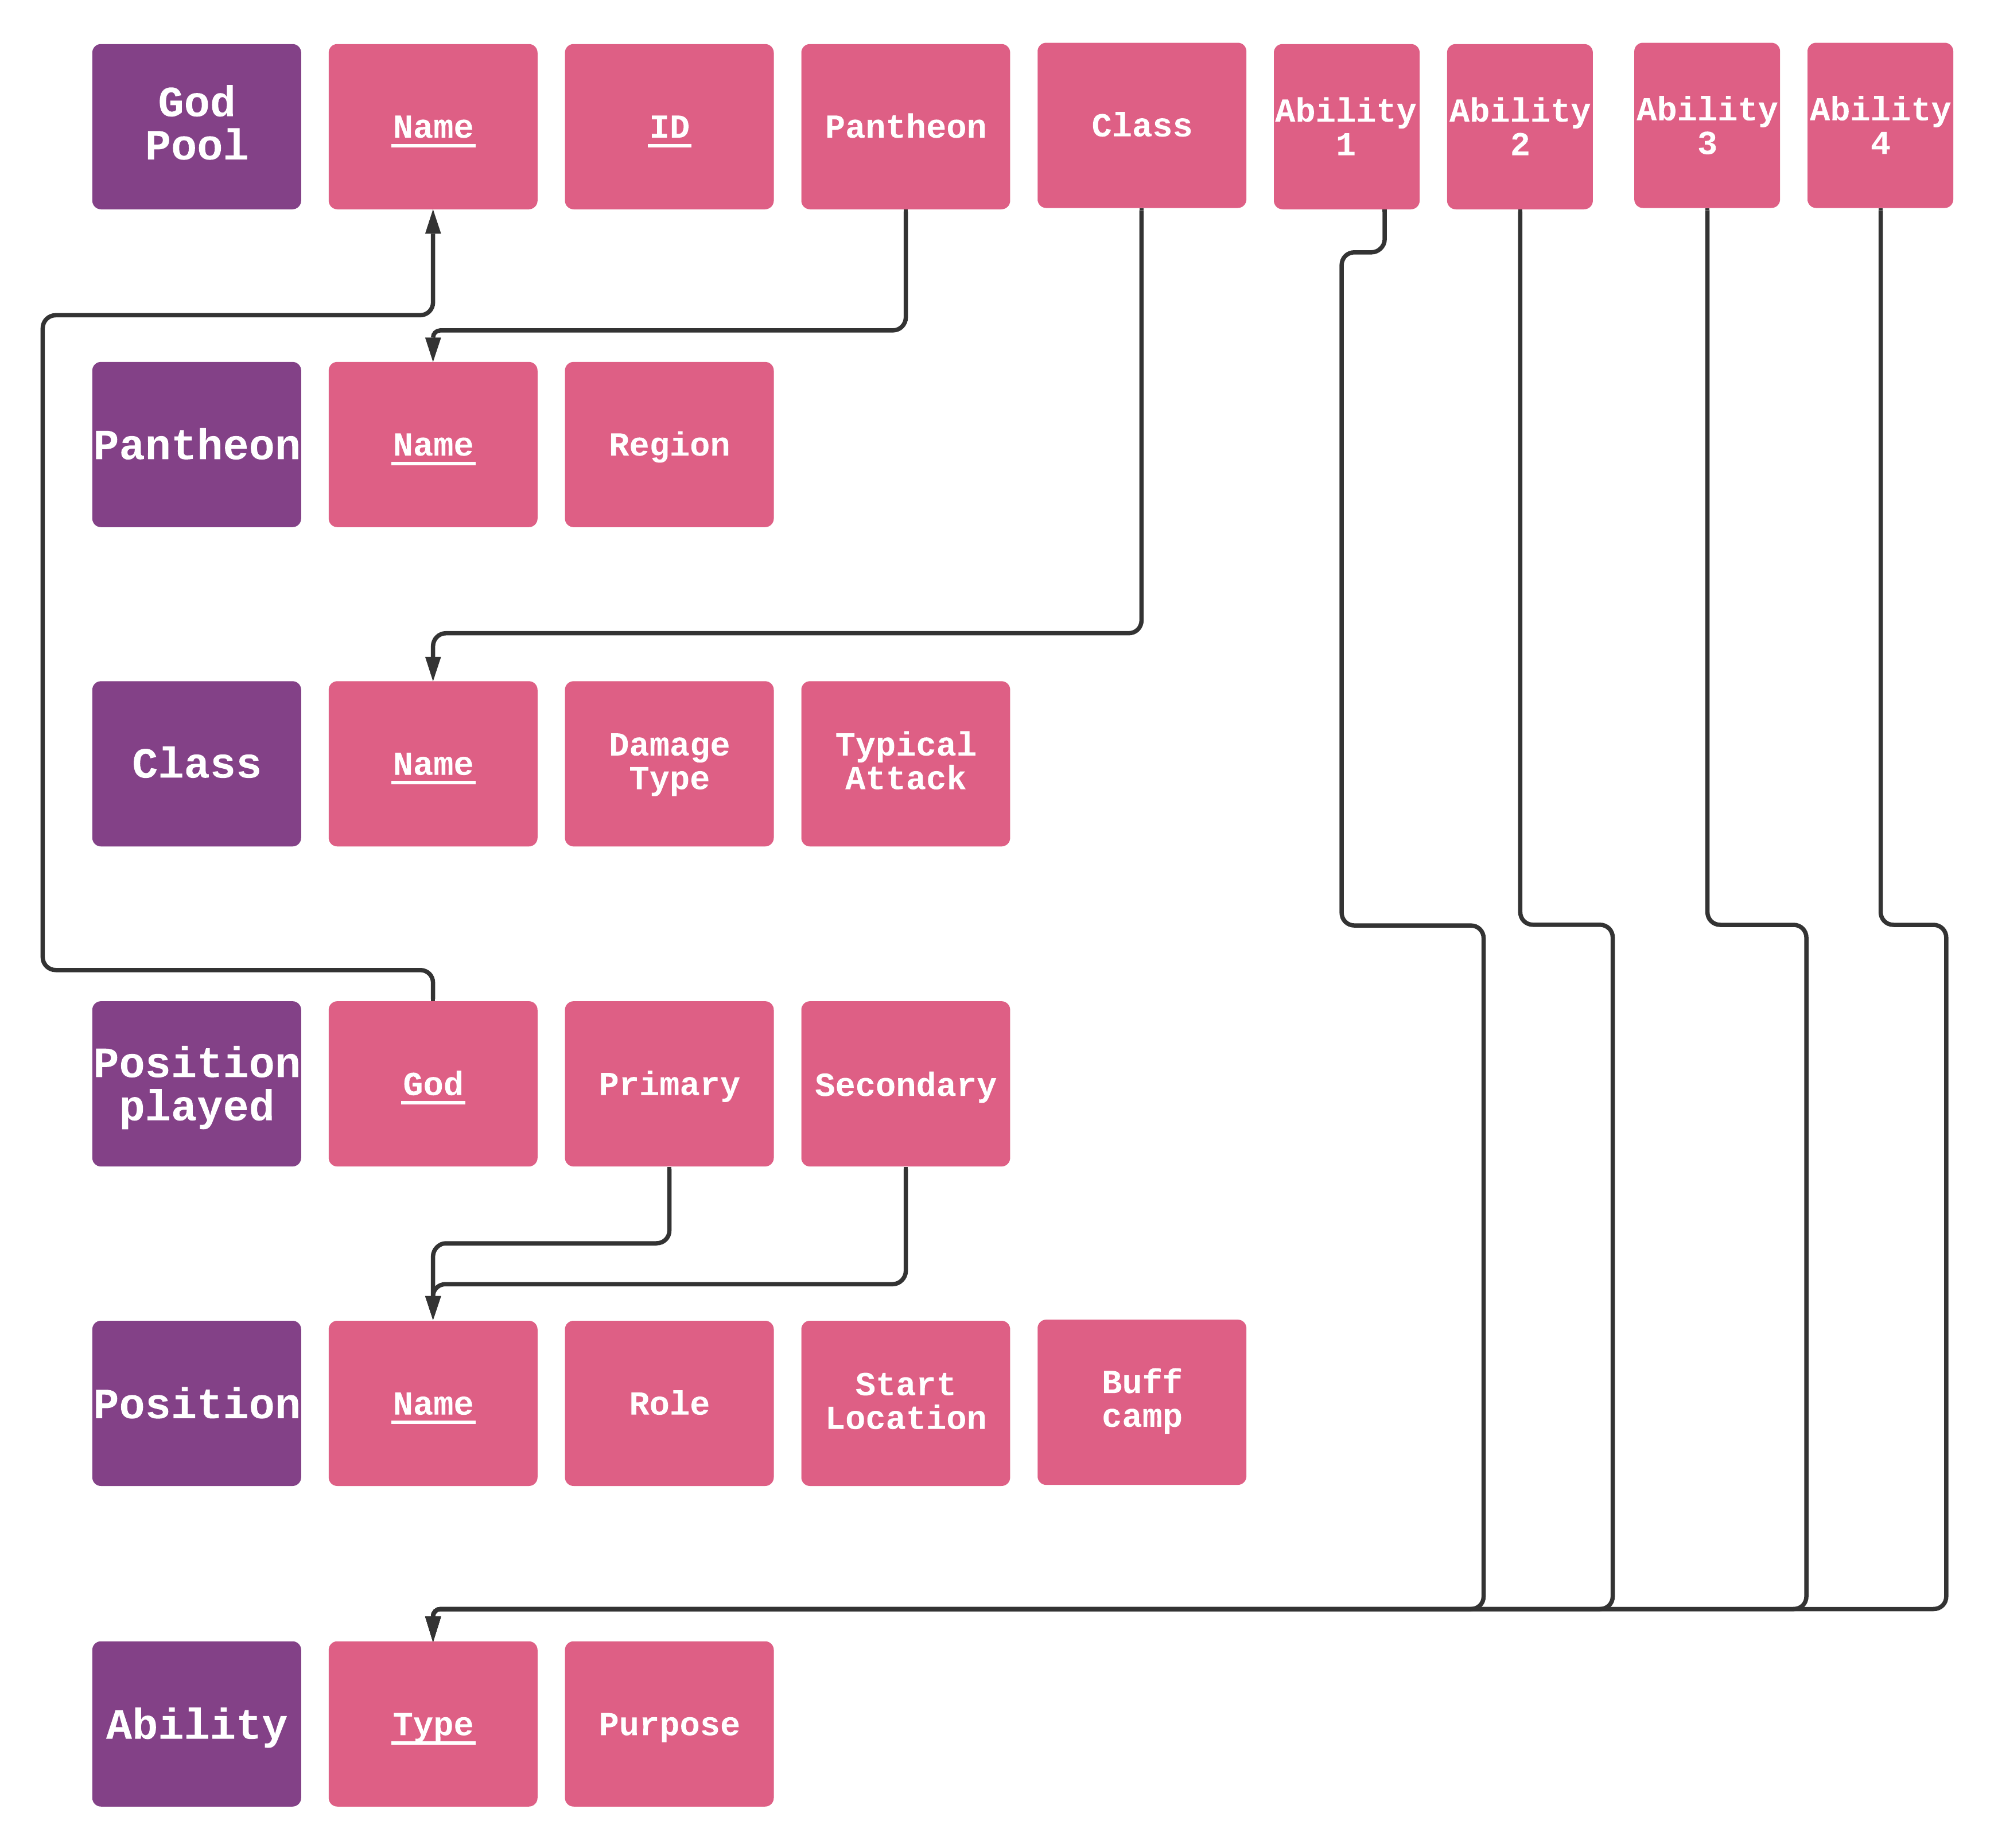 God
Pool
Name
ID
Pantheon
Class
Ability
1
Ability
2
Ability
3
Ability
4
Pantheon
Name
Region
Class
Name
Damage
Type
Typical
Attack
Position
played
God
Primary
Secondary
Position
Name
Role
Start
Location
Buff
camp
Ability
Type
Purpose